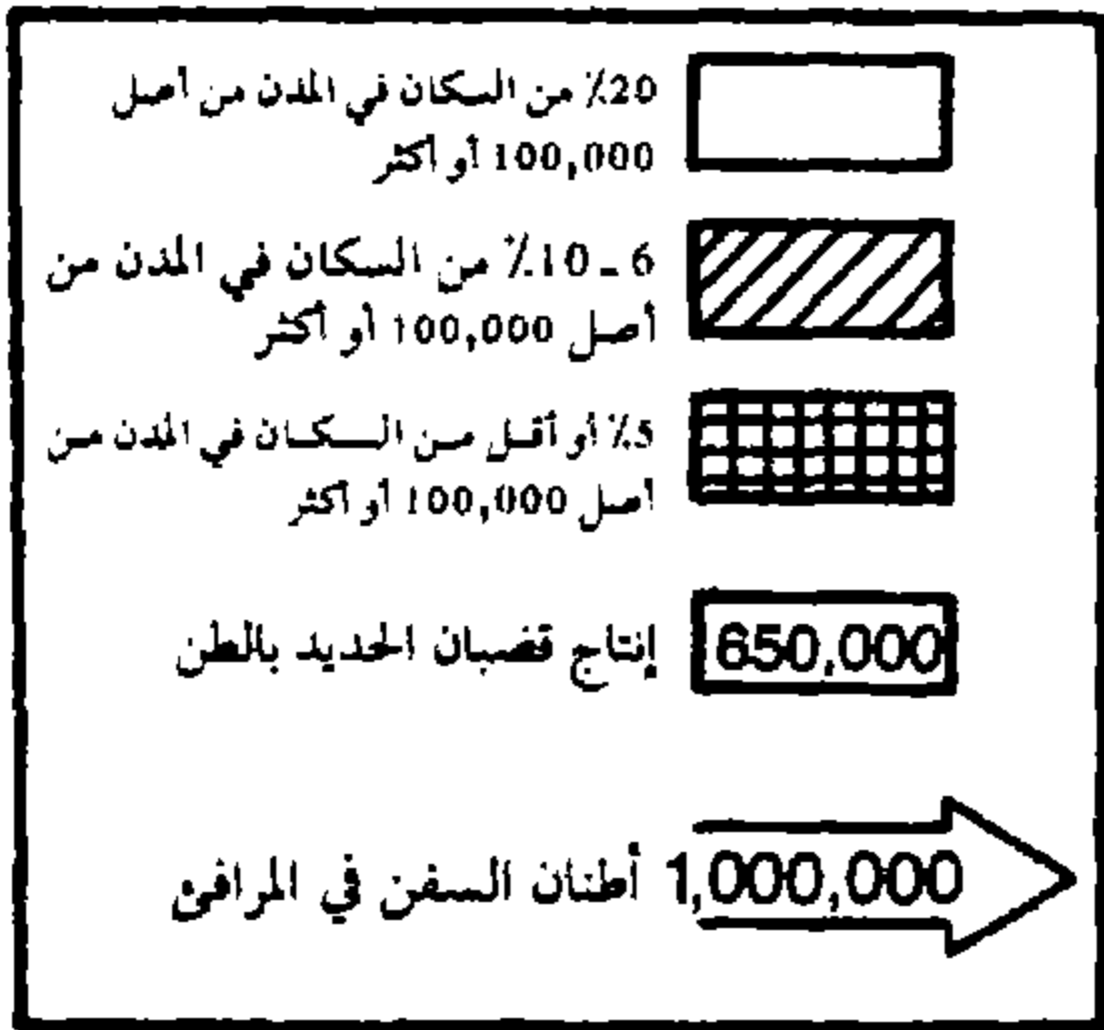 20٪ من السكان في المدن من أصل
100,000 أو أكثر
6 ـ 10٪ من السكان في المدن من
أصل 100,000 أو أكثر
5٪ أو أقل من السكان في المدن من
أصل 100,000 أو أكثر
650,000 إنتاج قضبان الحديد بالطن
1,000,000 أطنان السفن في المرافئ